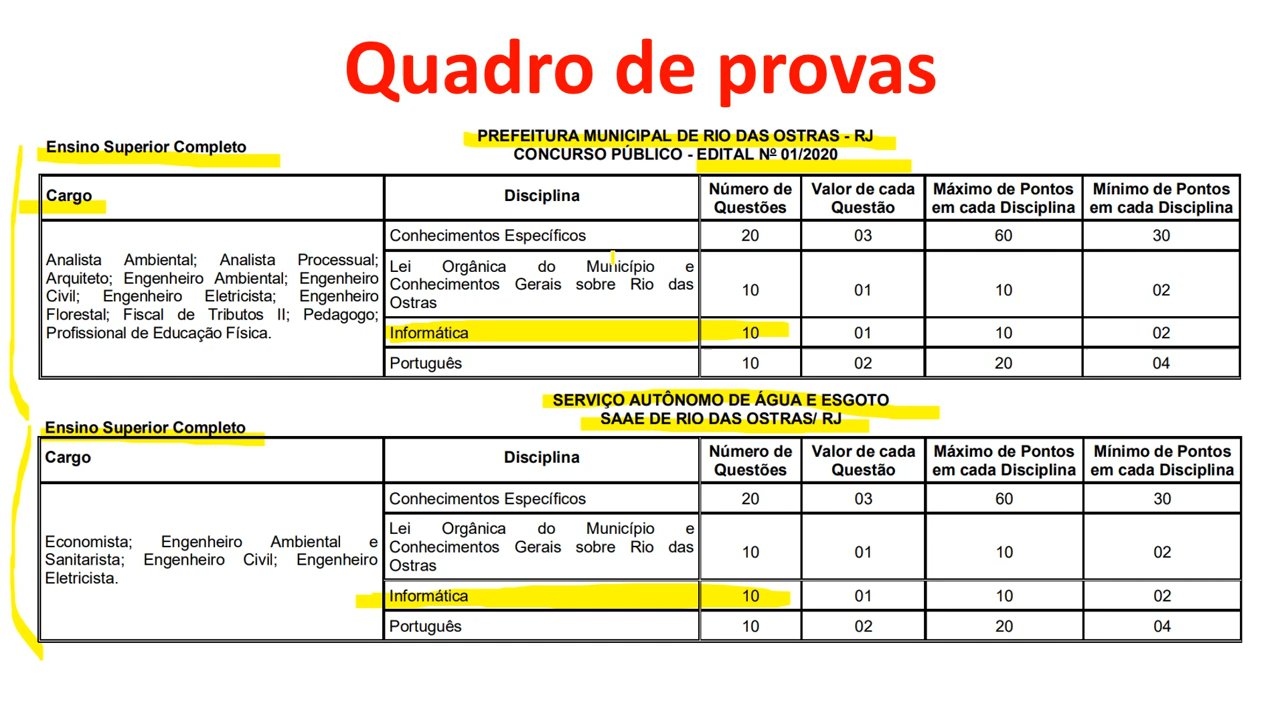 Quadro de provas
PREFEITURA MUNICIPAL DE RIO DAS OSTRAS - RJ
Ensino Superior Completo
CONCURSO PÚBLICO - EDITAL Nº 01/2020
Cargo
Disciplina
Número de
Questões
Valor de cada
Questão
Máximo de Pontos
em cada Disciplina
Mínimo de Pontos
em cada Disciplina
Analista Ambiental; Analista Processual;
Arquiteto; Engenheiro Ambiental; Engenheiro
Civil; Engenheiro Eletricista; Engenheiro
Florestal; Fiscal de Tributos II; Pedagogo;
Profissional de Educação Física.
Conhecimentos Específicos 20 03 60 30
Lei Orgânica do Município e
Conhecimentos Gerais sobre Rio das
Ostras
10 01 10 02
Informática 10 01 10 02
Português 10 02 20 04
SERVIÇO AUTÔNOMO DE ÁGUA E ESGOTO
SAAE DE RIO DAS OSTRAS/ RJ
Ensino Superior Completo
Cargo
Disciplina
Número de
Questões
Valor de cada
Questão
Máximo de Pontos
em cada Disciplina
Mínimo de Pontos
em cada Disciplina
Economista; Engenheiro Ambiental e
Sanitarista; Engenheiro Civil; Engenheiro
Eletricista.
Conhecimentos Específicos 20 03 60 30
Lei Orgânica do Município e
Conhecimentos Gerais sobre Rio das
Ostras
10 01 10 02
Informática 10 01 10 02
Português 10 02 20 04